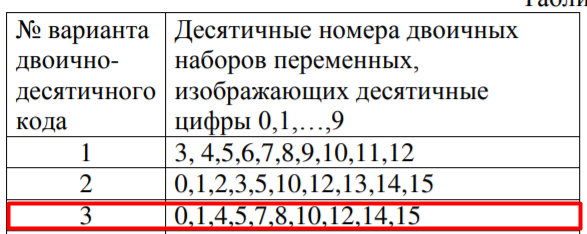 Табли
№ варианта
двоично-
десятичного
кода
Десятичные номера двоичных
наборов переменных,
изображающих десятичные
цифры 0,1,…,9
1
3, 4,5,6,7,8,9,10,11,12
2
0,1,2,3,5,10,12,13,14,15
3
0,1,4,5,7,8,10,12,14,15